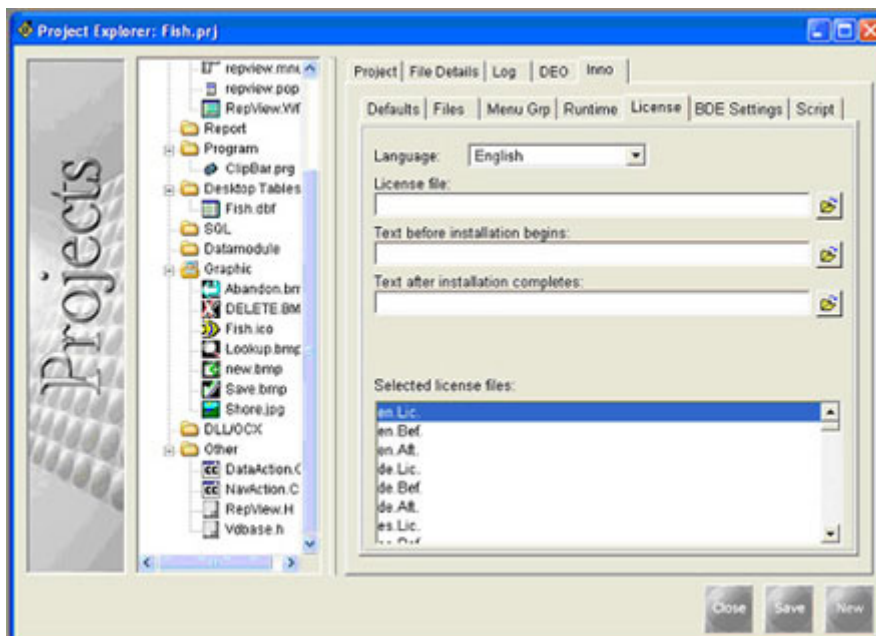 Project Explorer: Fish.prj
Projects
repview.mnu
repview.pop
RepView.Wf
Report
Program
ClipBar.prg
Desktop Tables
Fish.dbf
SQL
Datamodule
Graphic
Abandon.bm
DELETE.BM
Fish.ico
Lookup.bmp
new.bmp
Save.bmp
Shore.jpg
DLL/OCX
Other
DataAction.C
NavAction.C
RepView.H
Vdbase.h
Project File Details Log DEO Inno
Defaults Files Menu Grp Runtime License BDE Settings Script
Language: English
License file:
Text before installation begins:
Text after installation completes:
Selected license files:
en.Lic.
en.Bef.
en.Aft.
de.Lic.
de.Bef.
de.Aft.
es.Lic.
Close Save New